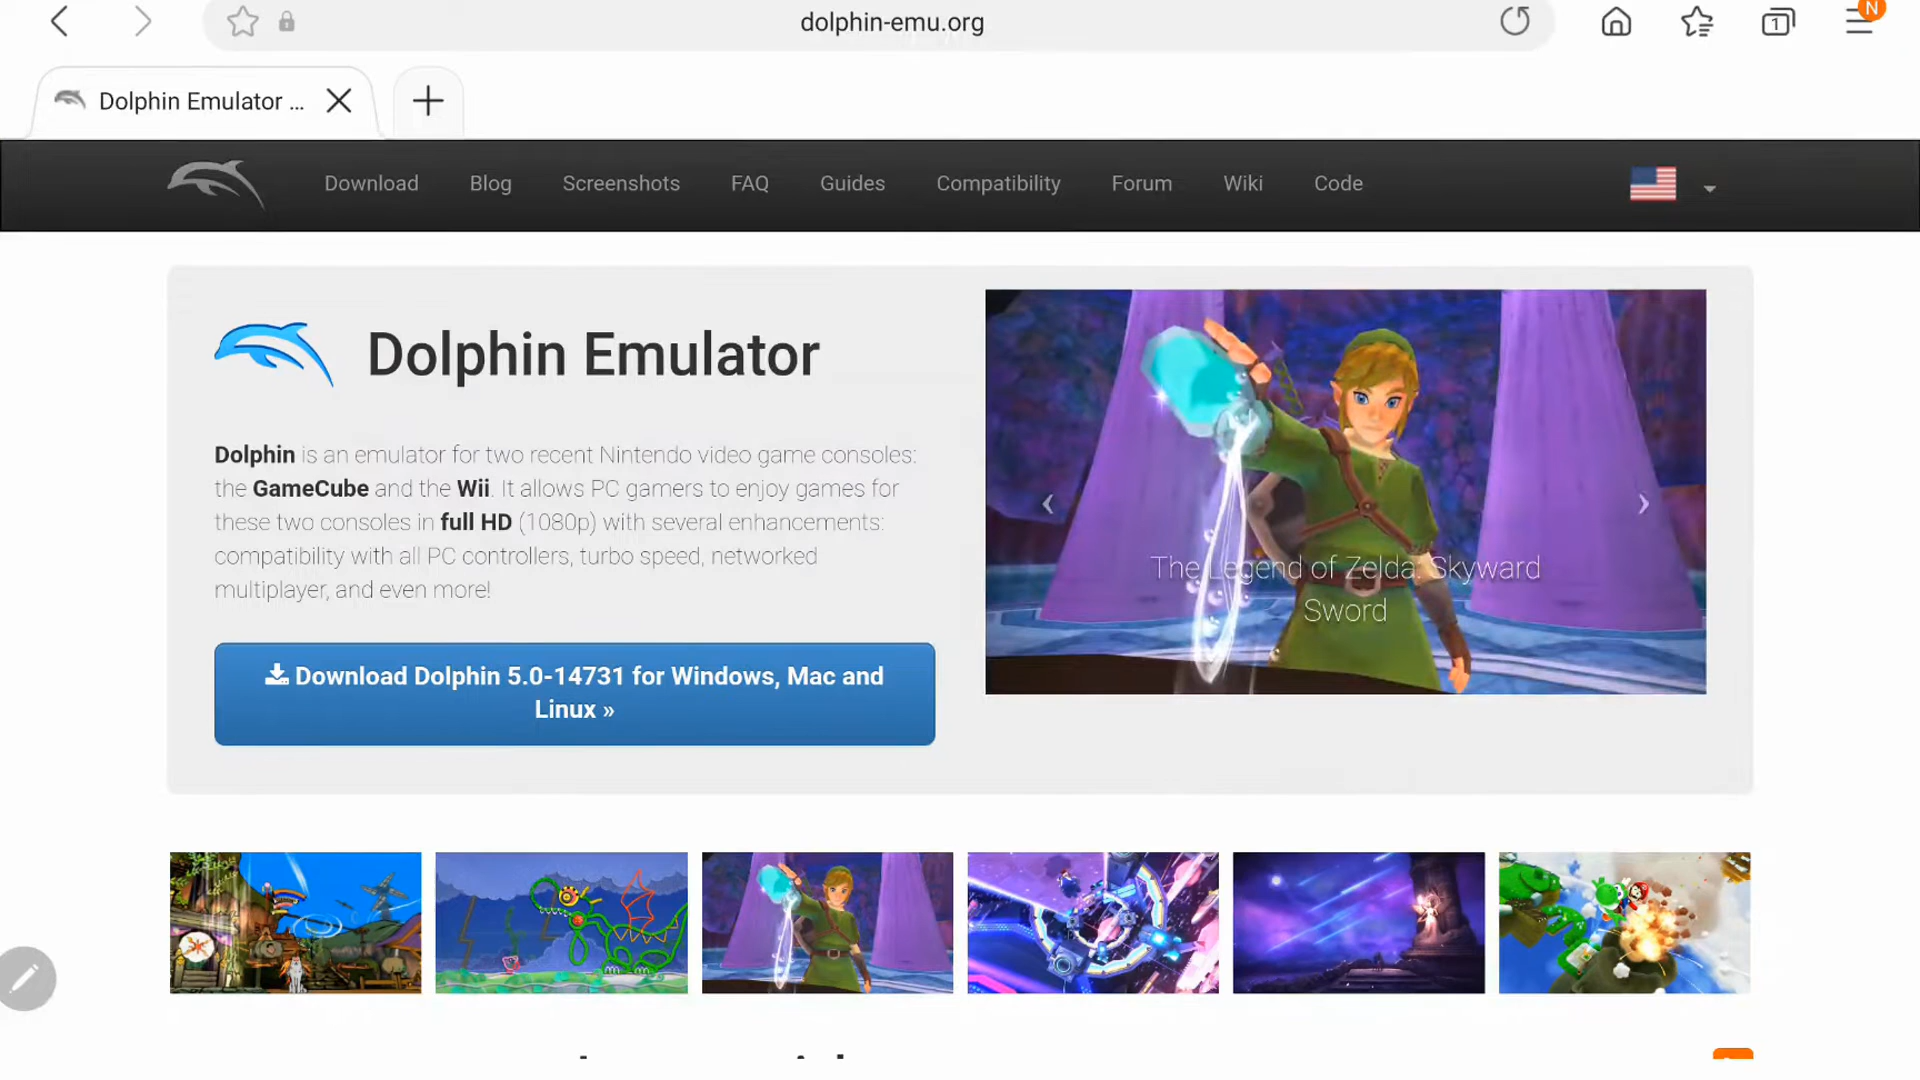 dolphin-emu.org
1
N
Dolphin Emulator ...
Download Blog Screenshots FAQ Guides Compatibility Forum Wiki Code
Dolphin Emulator
Dolphin is an emulator for two recent Nintendo video game consoles:
the GameCube and the Wii. It allows PC gamers to enjoy games for
these two consoles in full HD (1080p) with several enhancements:
compatibility with all PC controllers, turbo speed, networked
multiplayer, and even more!
Download Dolphin 5.0-14731 for Windows, Mac and
Linux »
The Legend of Zelda: Skyward
Sword